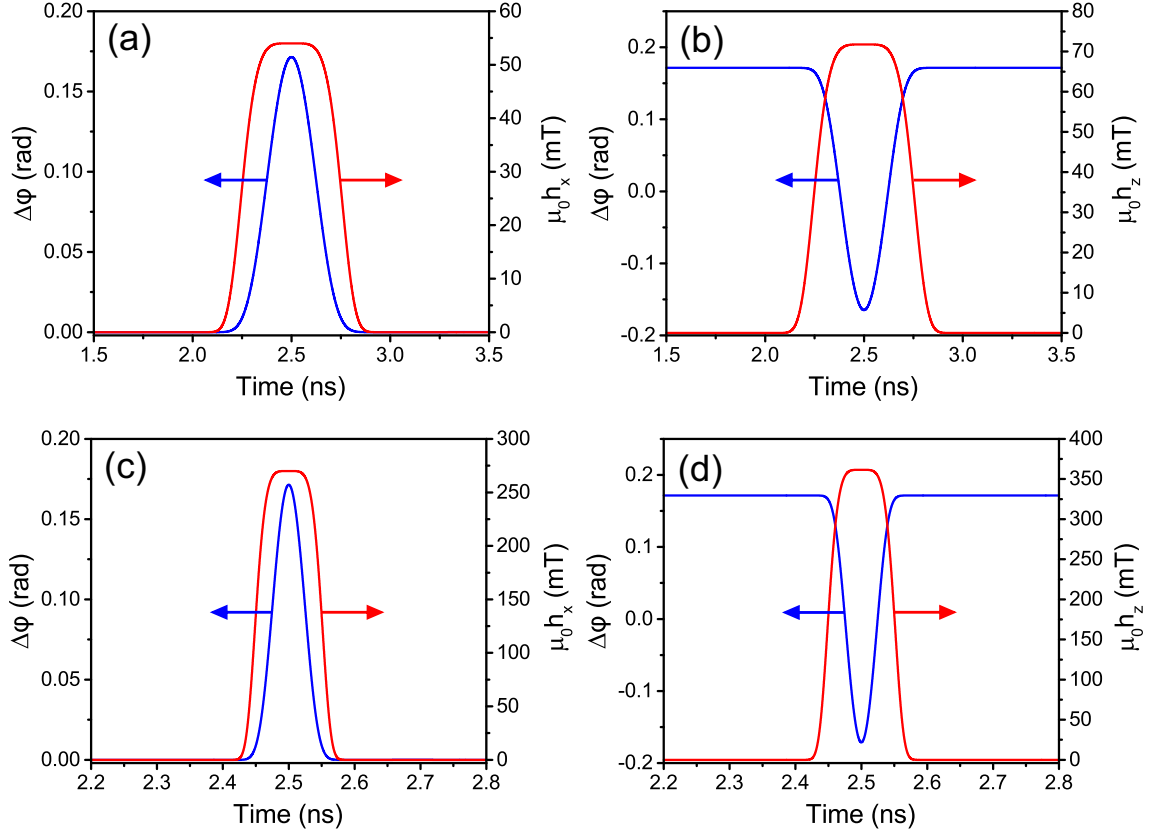 (a)
0.20
0.15
0.10
0.05
0.00
Δφ (rad)
60
50
40
30
20
10
0
μ₀hₓ (mT)
1.5 2.0 2.5 3.0 3.5
Time (ns)
(b)
0.2
0.1
0.0
-0.1
-0.2
Δφ (rad)
80
70
60
50
40
30
20
10
0
μ₀h_z (mT)
1.5 2.0 2.5 3.0 3.5
Time (ns)
(c)
0.20
0.15
0.10
0.05
0.00
Δφ (rad)
300
250
200
150
100
50
0
μ₀hₓ (mT)
2.2 2.3 2.4 2.5 2.6 2.7 2.8
Time (ns)
(d)
0.2
0.1
0.0
-0.1
-0.2
Δφ (rad)
400
350
300
250
200
150
100
50
0
μ₀h_z (mT)
2.2 2.3 2.4 2.5 2.6 2.7 2.8
Time (ns)